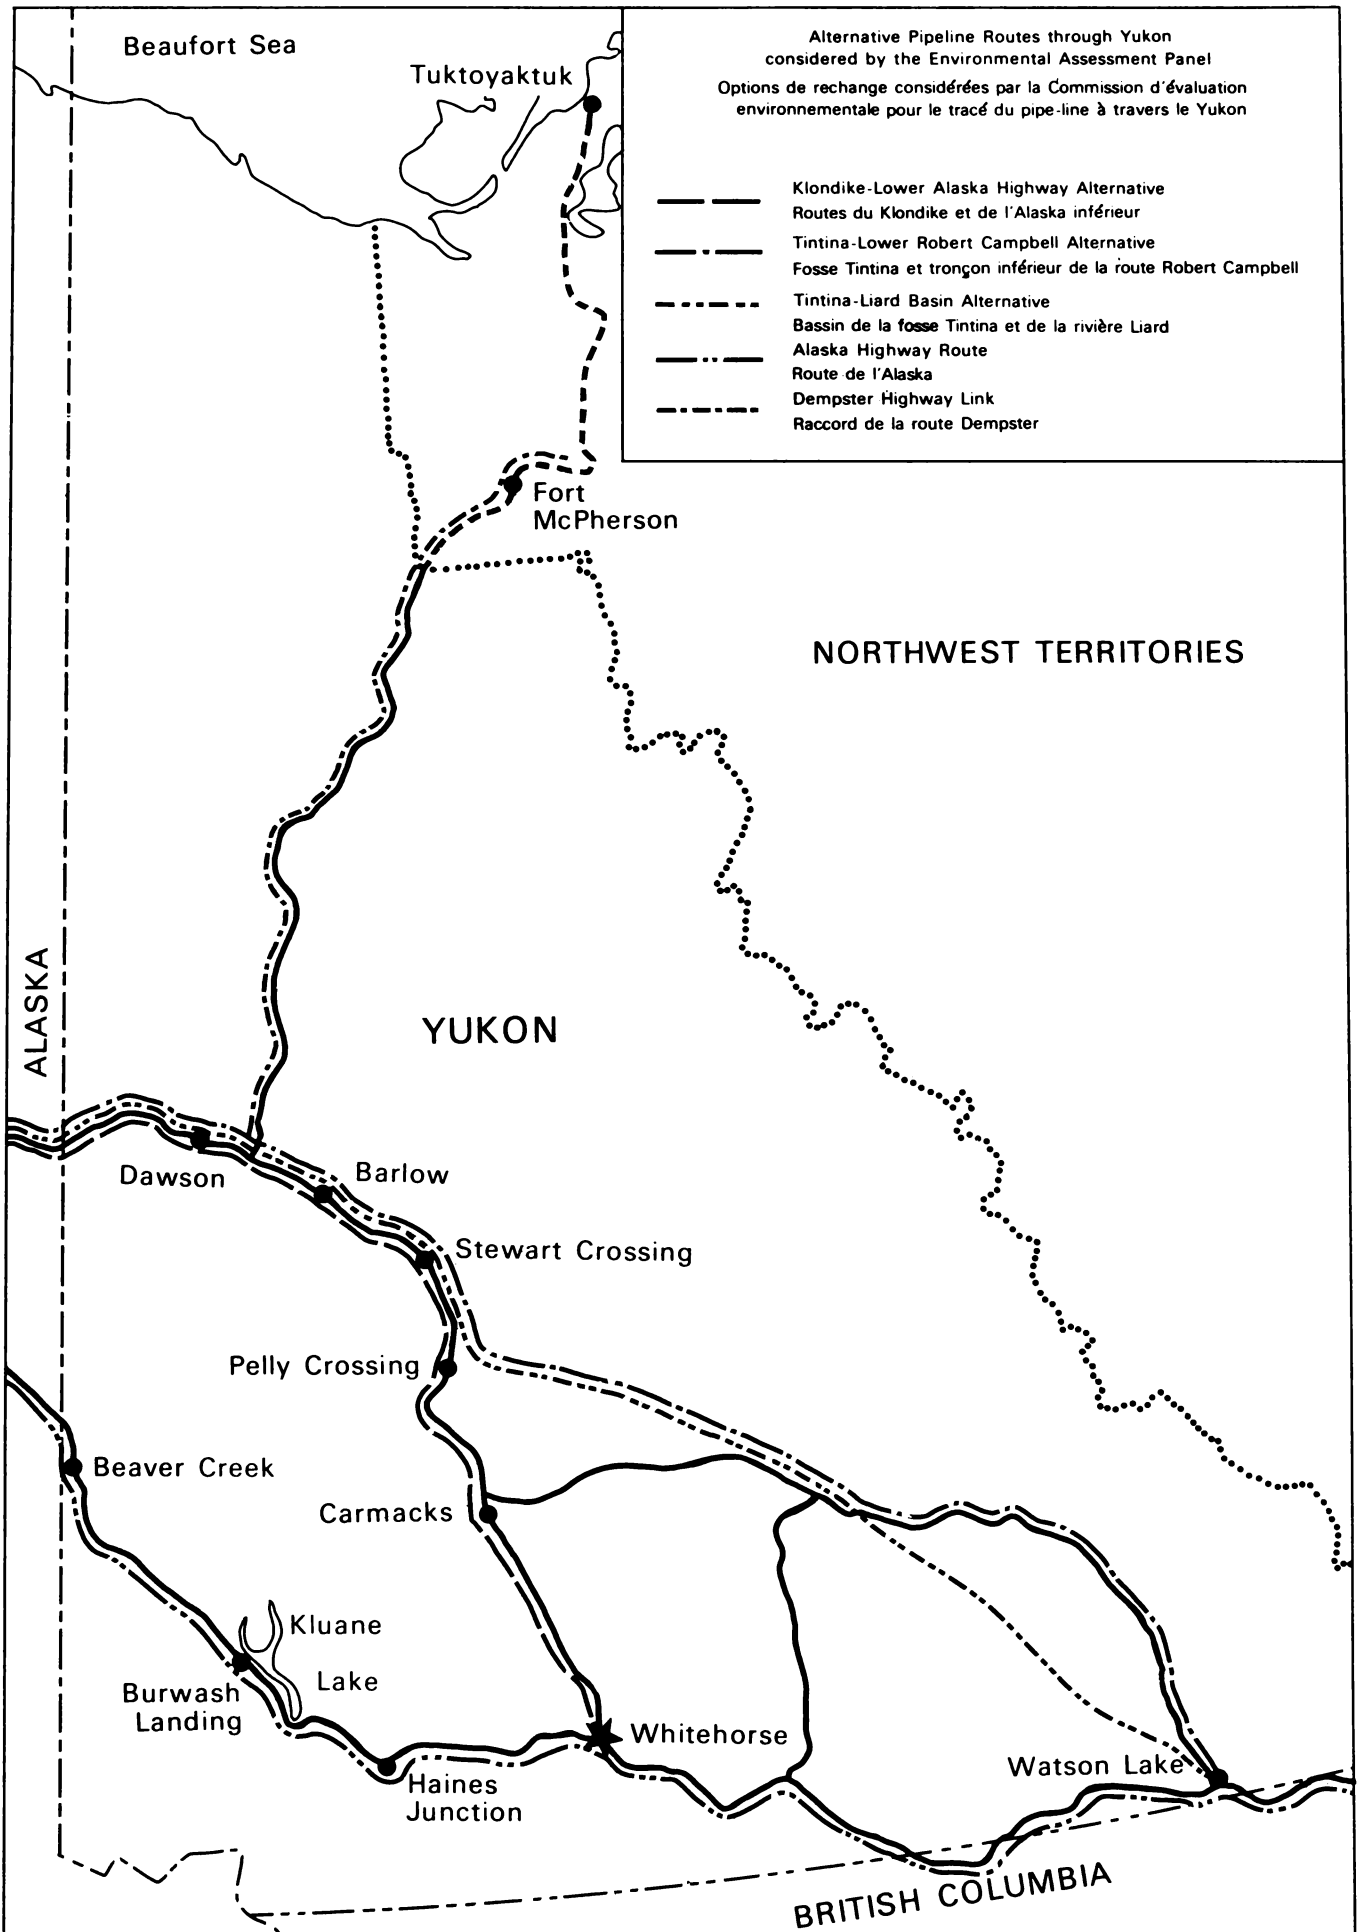 Beaufort Sea
Tuktoyaktuk
Alternative Pipeline Routes through Yukon
considered by the Environmental Assessment Panel
Options de rechange considérées par la Commission d'évaluation
environnementale pour le tracé du pipe-line à travers le Yukon
Klondike-Lower Alaska Highway Alternative
Routes du Klondike et de l'Alaska inférieur
Tintina-Lower Robert Campbell Alternative
Fosse Tintina et tronçon inférieur de la route Robert Campbell
Tintina-Liard Basin Alternative
Bassin de la fosse Tintina et de la rivière Liard
Alaska Highway Route
Route de l'Alaska
Dempster Highway Link
Raccord de la route Dempster
Fort
McPherson
NORTHWEST TERRITORIES
ALASKA
YUKON
Dawson
Barlow
Stewart Crossing
Pelly Crossing
Beaver Creek
Carmacks
Kluane
Lake
Burwash
Landing
Whitehorse
Haines
Junction
Watson Lake
BRITISH COLUMBIA